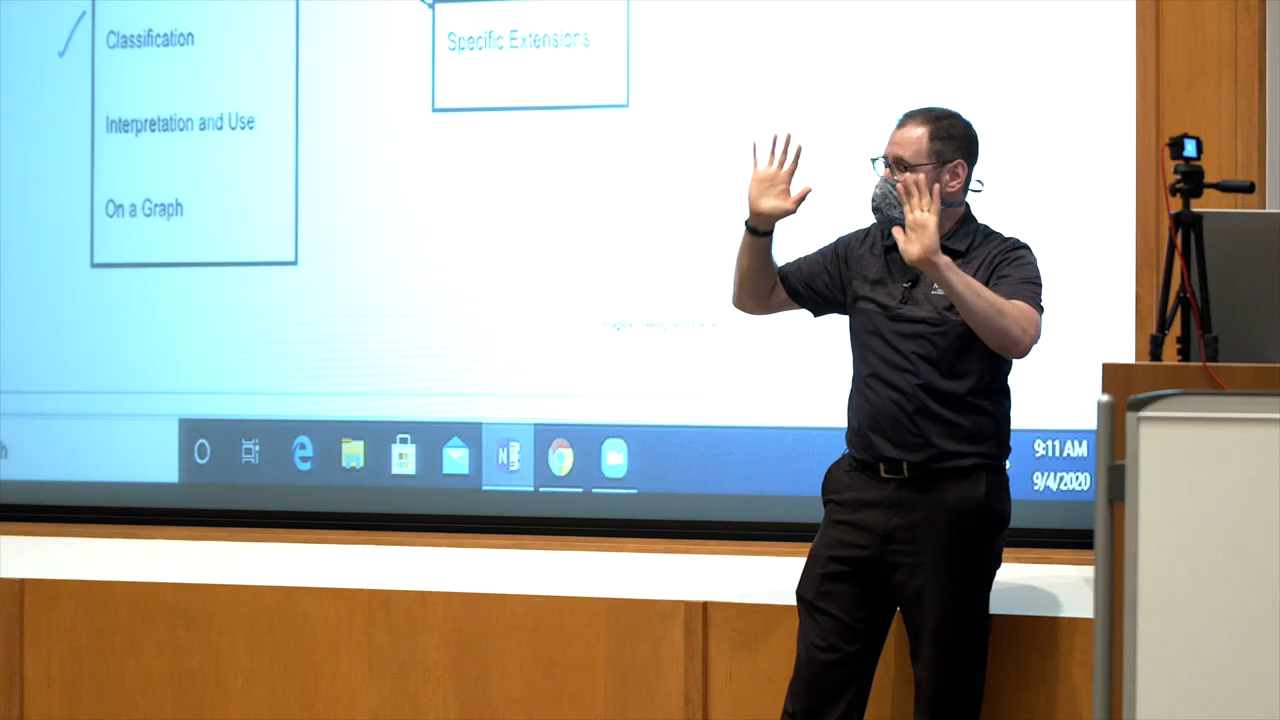 Classification
Specific Extensions
Interpretation and Use
On a Graph
9:11 AM
9/4/2020